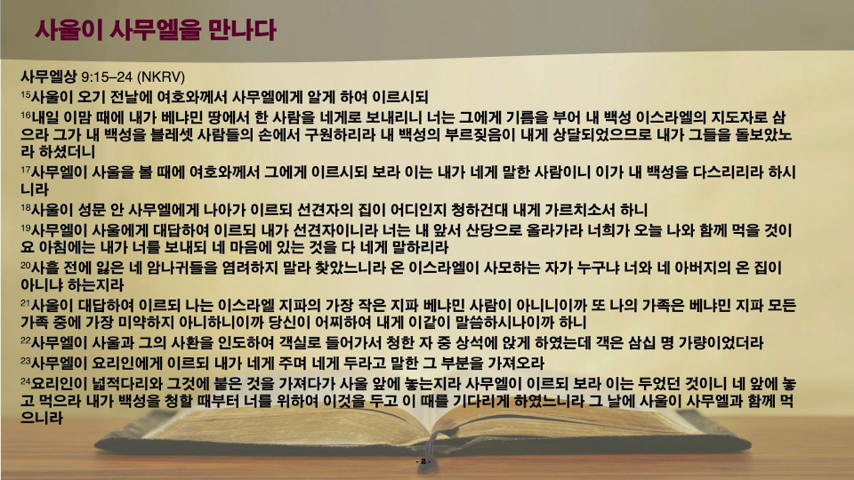 사울이 사무엘을 만나다
사무엘상 9:15–24 (NKRV)
15사울이 오기 전날에 여호와께서 사무엘에게 알게 하여 이르시되
16내일 이맘 때에 내가 베냐민 땅에서 한 사람을 네게로 보내리니 너는 그에게 기름을 부어 내 백성 이스라엘의 지도자로 삼
으라 그가 내 백성을 블레셋 사람들의 손에서 구원하리라 내 백성의 부르짖음이 내게 상달되었으므로 내가 그들을 돌보았노
라 하셨더니
17사무엘이 사울을 볼 때에 여호와께서 그에게 이르시되 보라 이는 내가 네게 말한 사람이니 이가 내 백성을 다스리리라 하시
니라
18사울이 성문 안 사무엘에게 나아가 이르되 선견자의 집이 어디인지 청하건대 내게 가르치소서 하니
19사무엘이 사울에게 대답하여 이르되 내가 선견자이니라 너는 내 앞서 산당으로 올라가라 너희가 오늘 나와 함께 먹을 것이
요 아침에는 내가 너를 보내되 네 마음에 있는 것을 다 네게 말하리라
20사흘 전에 잃은 네 암나귀들을 염려하지 말라 찾았느니라 온 이스라엘이 사모하는 자가 누구냐 너와 네 아버지의 온 집이
아니냐 하는지라
21사울이 대답하여 이르되 나는 이스라엘 지파의 가장 작은 지파 베냐민 사람이 아니니이까 또 나의 가족은 베냐민 지파 모든
가족 중에 가장 미약하지 아니하니이까 당신이 어찌하여 내게 이같이 말씀하시나이까 하니
22사무엘이 사울과 그의 사환을 인도하여 객실로 들어가서 청한 자 중 상석에 앉게 하였는데 객은 삼십 명 가량이었더라
23사무엘이 요리인에게 이르되 내가 네게 주며 네게 두라고 말한 그 부분을 가져오라
24요리인이 넓적다리와 그것에 붙은 것을 가져다가 사울 앞에 놓는지라 사무엘이 이르되 보라 이는 두었던 것이니 네 앞에 놓
고 먹으라 내가 백성을 청할 때부터 너를 위하여 이것을 두고 이 때를 기다리게 하였느니라 그 날에 사울이 사무엘과 함께 먹
으니라
- 2 -